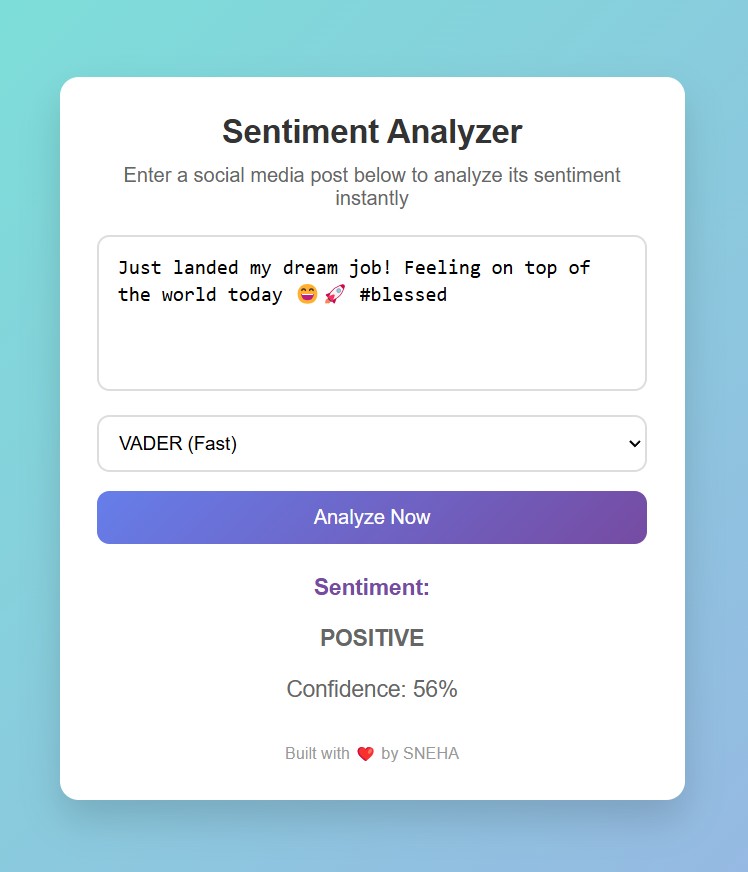 Sentiment Analyzer
Enter a social media post below to analyze its sentiment
instantly
Just landed my dream job! Feeling on top of
the world today 😄🚀 #blessed
VADER (Fast)
Analyze Now
Sentiment:
POSITIVE
Confidence: 56%
Built with ❤️ by SNEHA